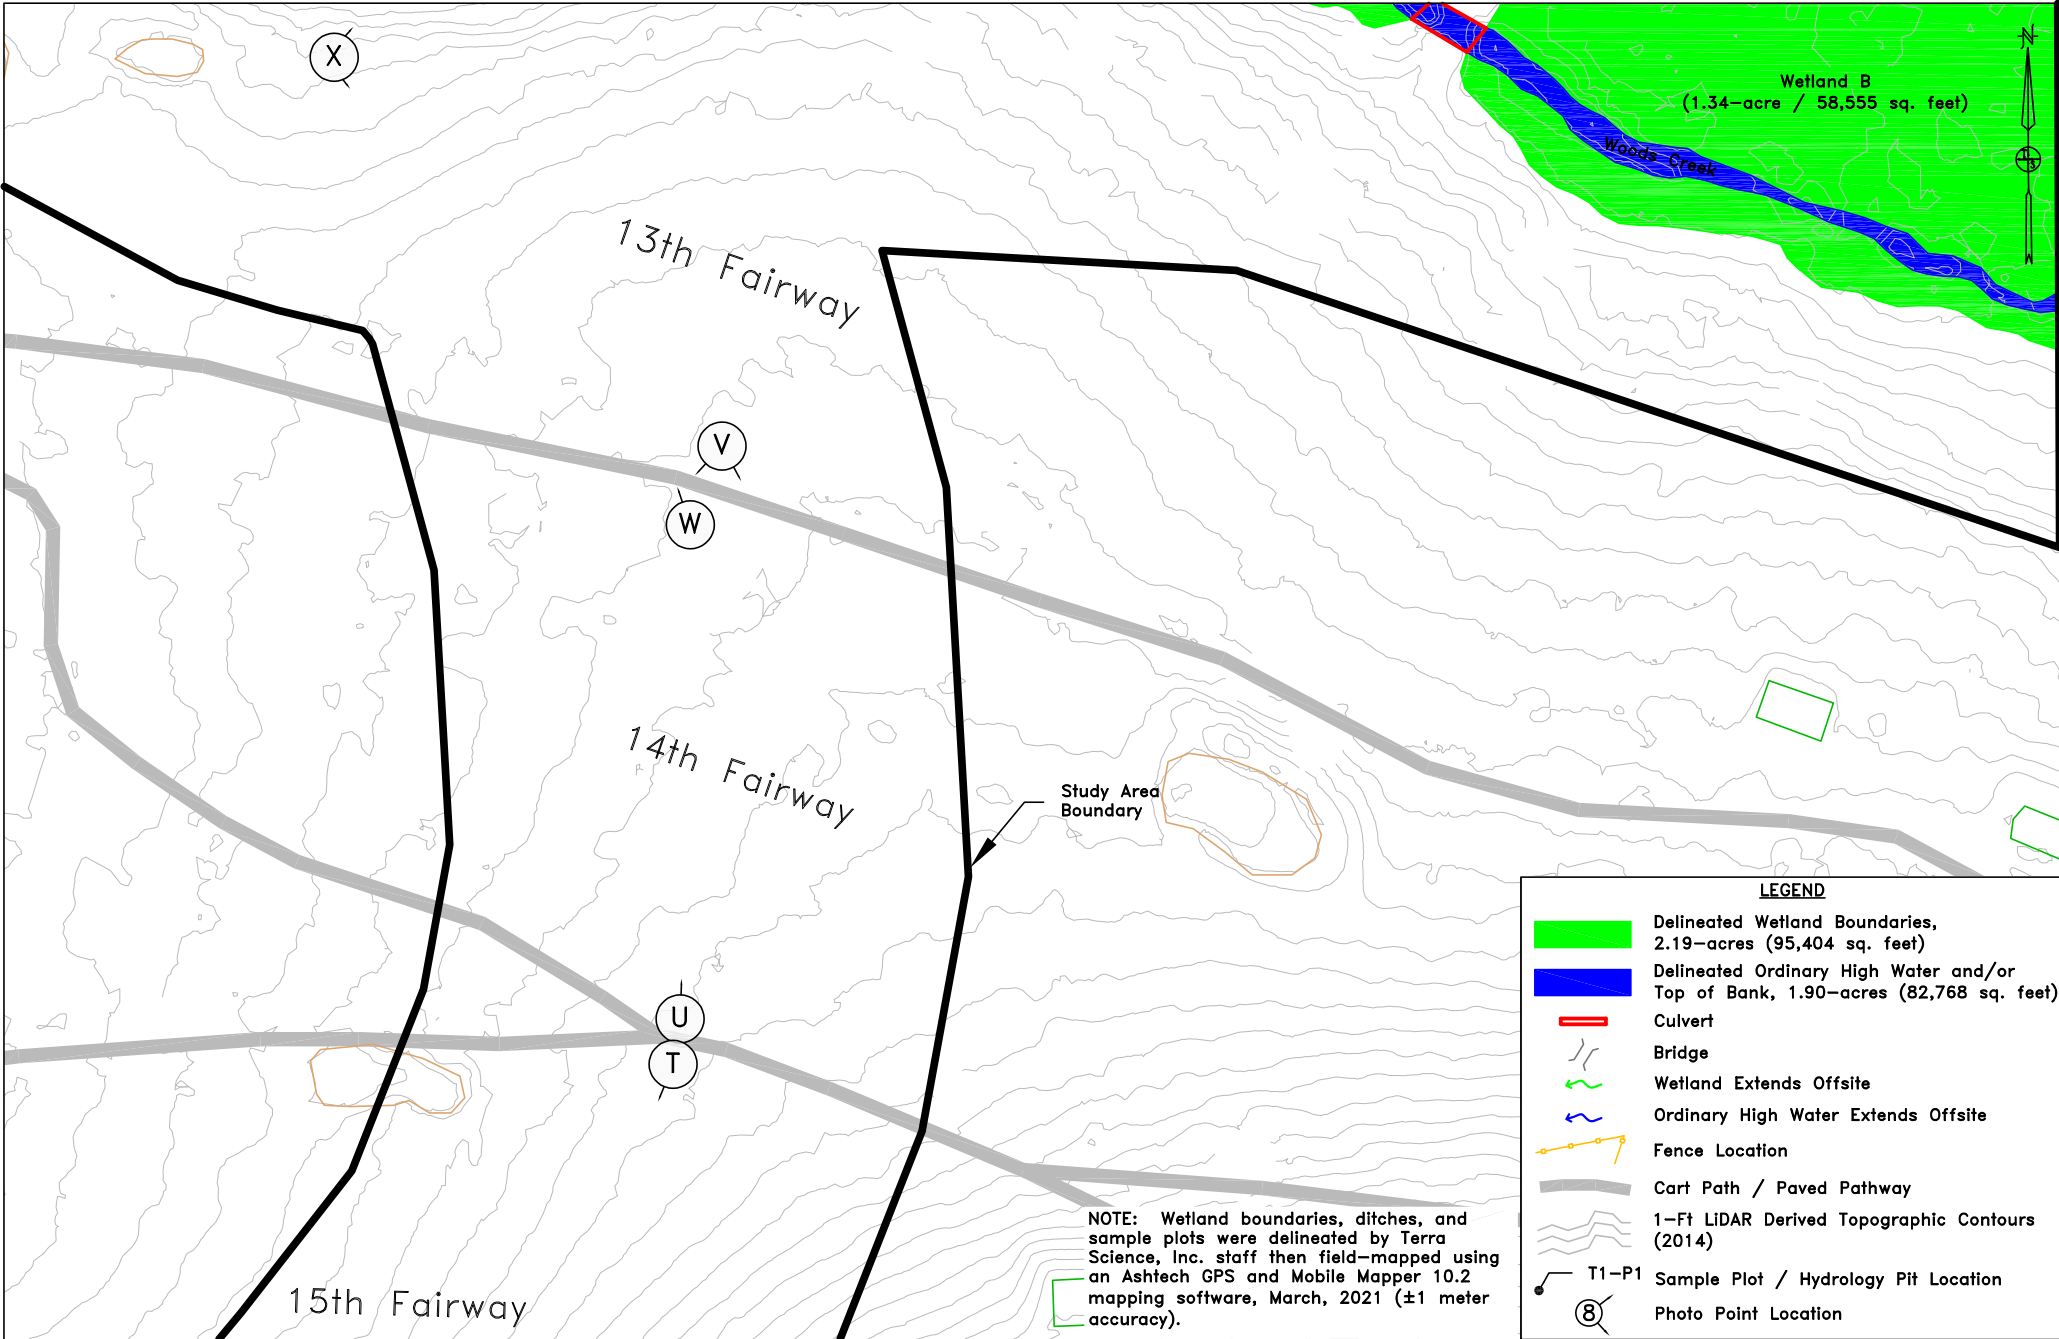 X
N
Wetland B
(1.34-acre / 58,555 sq. feet)
Woods Creek
13th Fairway
V
W
14th Fairway
Study Area
Boundary
U
T
15th Fairway
NOTE: Wetland boundaries, ditches, and
sample plots were delineated by Terra
Science, Inc. staff then field-mapped using
an Ashtech GPS and Mobile Mapper 10.2
mapping software, March, 2021 (±1 meter
accuracy).
LEGEND
Delineated Wetland Boundaries,
2.19-acres (95,404 sq. feet)
Delineated Ordinary High Water and/or
Top of Bank, 1.90-acres (82,768 sq. feet)
Culvert
Bridge
Wetland Extends Offsite
Ordinary High Water Extends Offsite
Fence Location
Cart Path / Paved Pathway
1-Ft LiDAR Derived Topographic Contours
(2014)
T1-P1 Sample Plot / Hydrology Pit Location
8 Photo Point Location